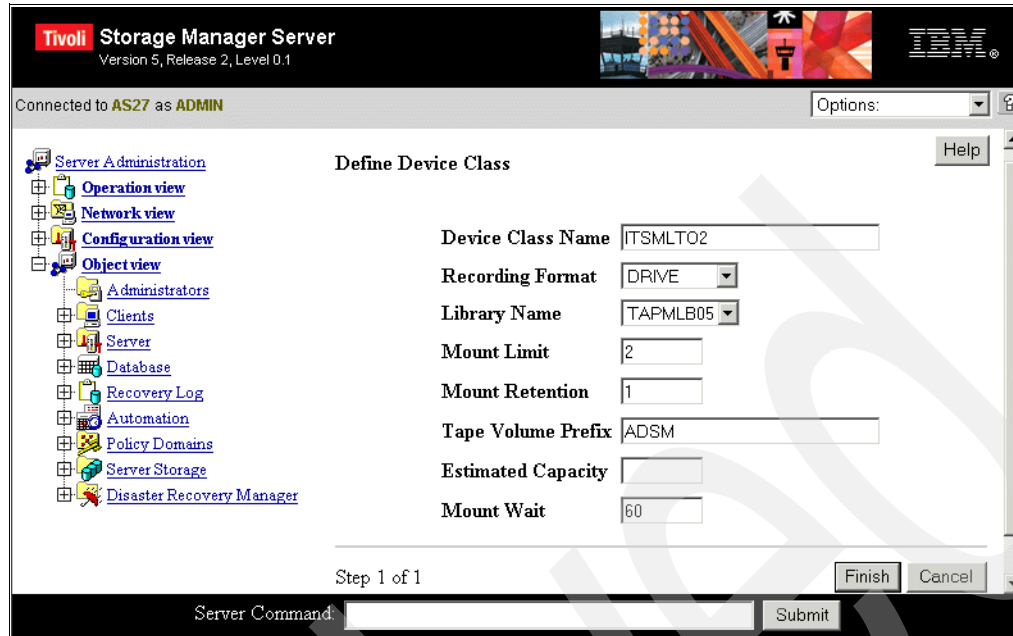 Tivoli Storage Manager Server
Version 5, Release 2, Level 0.1
IBM®
Connected to AS27 as ADMIN
Options:
Help
Server Administration
Operation view
Network view
Configuration view
Object view
Administrators
Clients
Server
Database
Recovery Log
Automation
Policy Domains
Server Storage
Disaster Recovery Manager
Define Device Class
Device Class Name ITSMLTO2
Recording Format DRIVE
Library Name TAPMLB05
Mount Limit 2
Mount Retention 1
Tape Volume Prefix ADSM
Estimated Capacity
Mount Wait 60
Step 1 of 1
Finish Cancel
Server Command: Submit